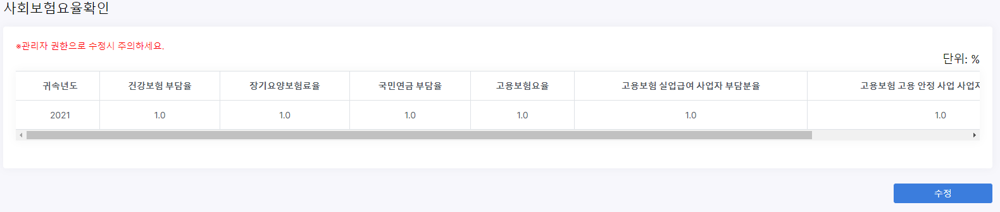 사회보험요율확인
※관리자 권한으로 수정시 주의하세요.
단위: %
귀속년도 건강보험 부담율 장기요양보험료율 국민연금 부담율 고용보험요율 고용보험 실업급여 사업자 부담분율 고용보험 고용 안정 사업 사업자
2021 1.0 1.0 1.0 1.0 1.0 1.0
수정